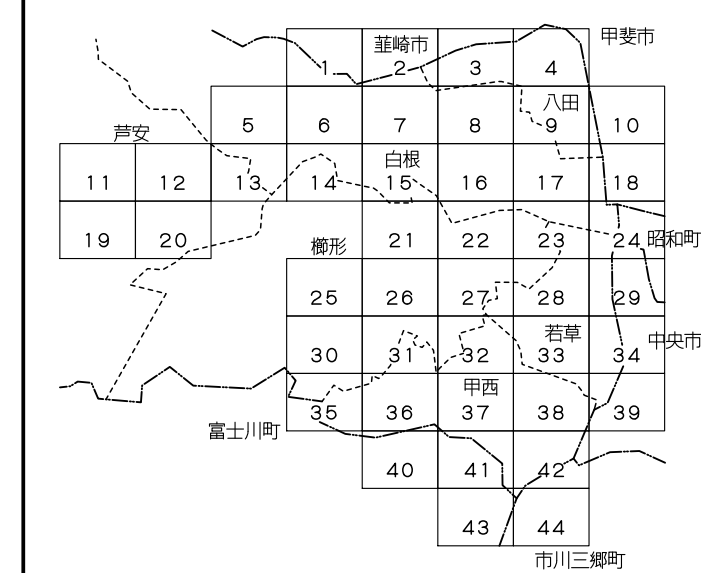 甲斐市
韮崎市
1 2 3 4
八田
芦安
5 6 7 8 9 10
白根
11 12 13 14 15 16 17 18
19 20 櫛形 21 22 23 24 昭和町
25 26 27 28 29
若草 中央市
30 31 32 33 34
甲西
富士川町 35 36 37 38 39
40 41 42
43 44
市川三郷町